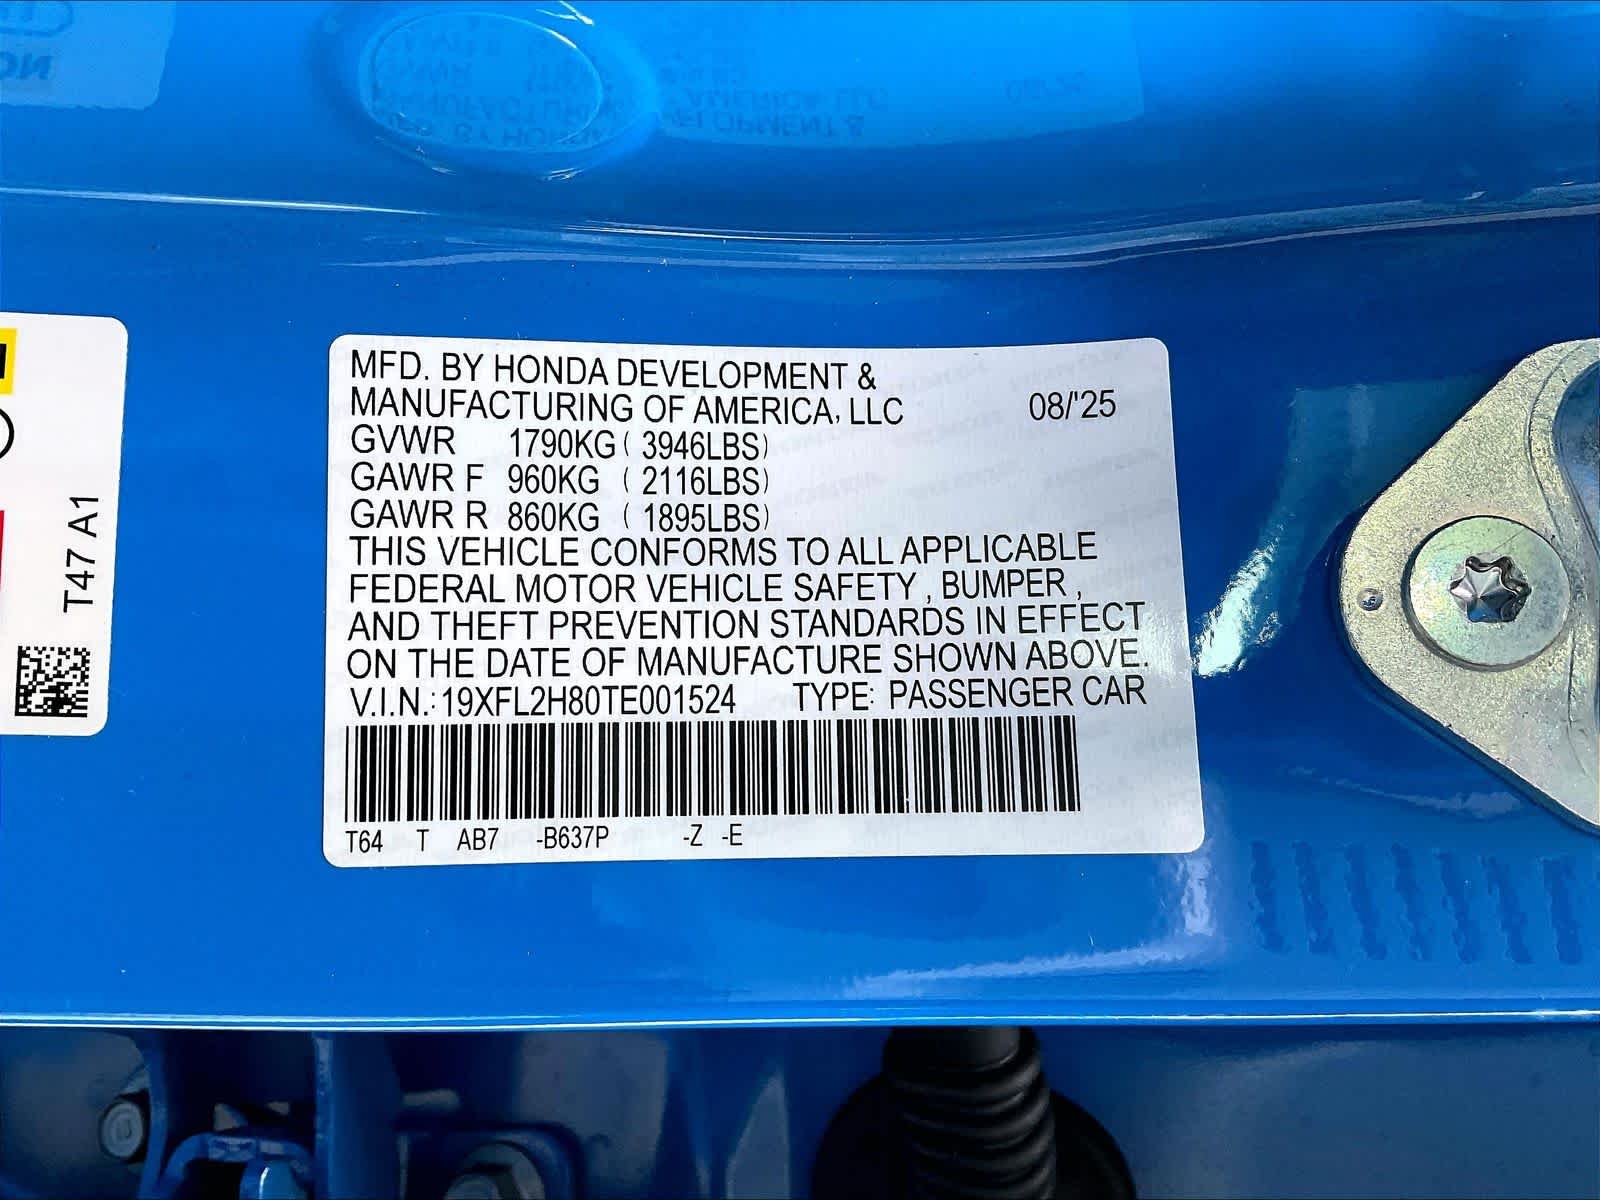 MFD. BY HONDA DEVELOPMENT &
MANUFACTURING OF AMERICA, LLC 08/'25
GVWR 1790KG ( 3946LBS)
GAWR F 960KG ( 2116LBS)
GAWR R 860KG ( 1895LBS)
THIS VEHICLE CONFORMS TO ALL APPLICABLE
FEDERAL MOTOR VEHICLE SAFETY , BUMPER ,
AND THEFT PREVENTION STANDARDS IN EFFECT
ON THE DATE OF MANUFACTURE SHOWN ABOVE.
V.I.N.: 19XFL2H80TE001524 TYPE: PASSENGER CAR
T64 T AB7 -B637P -Z -E
T47 A1